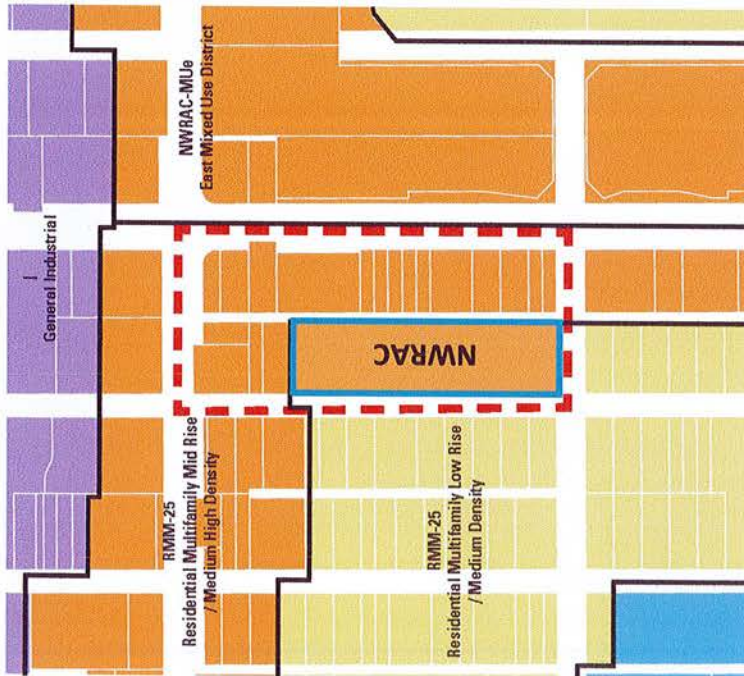 I
General Industrial
NWRAC-MUe
East Mixed Use District
RMM-25
Residential Multifamily Mid Rise
/ Medium High Density
RMM-25
Residential Multifamily Low Rise
/ Medium Density
NWRAC